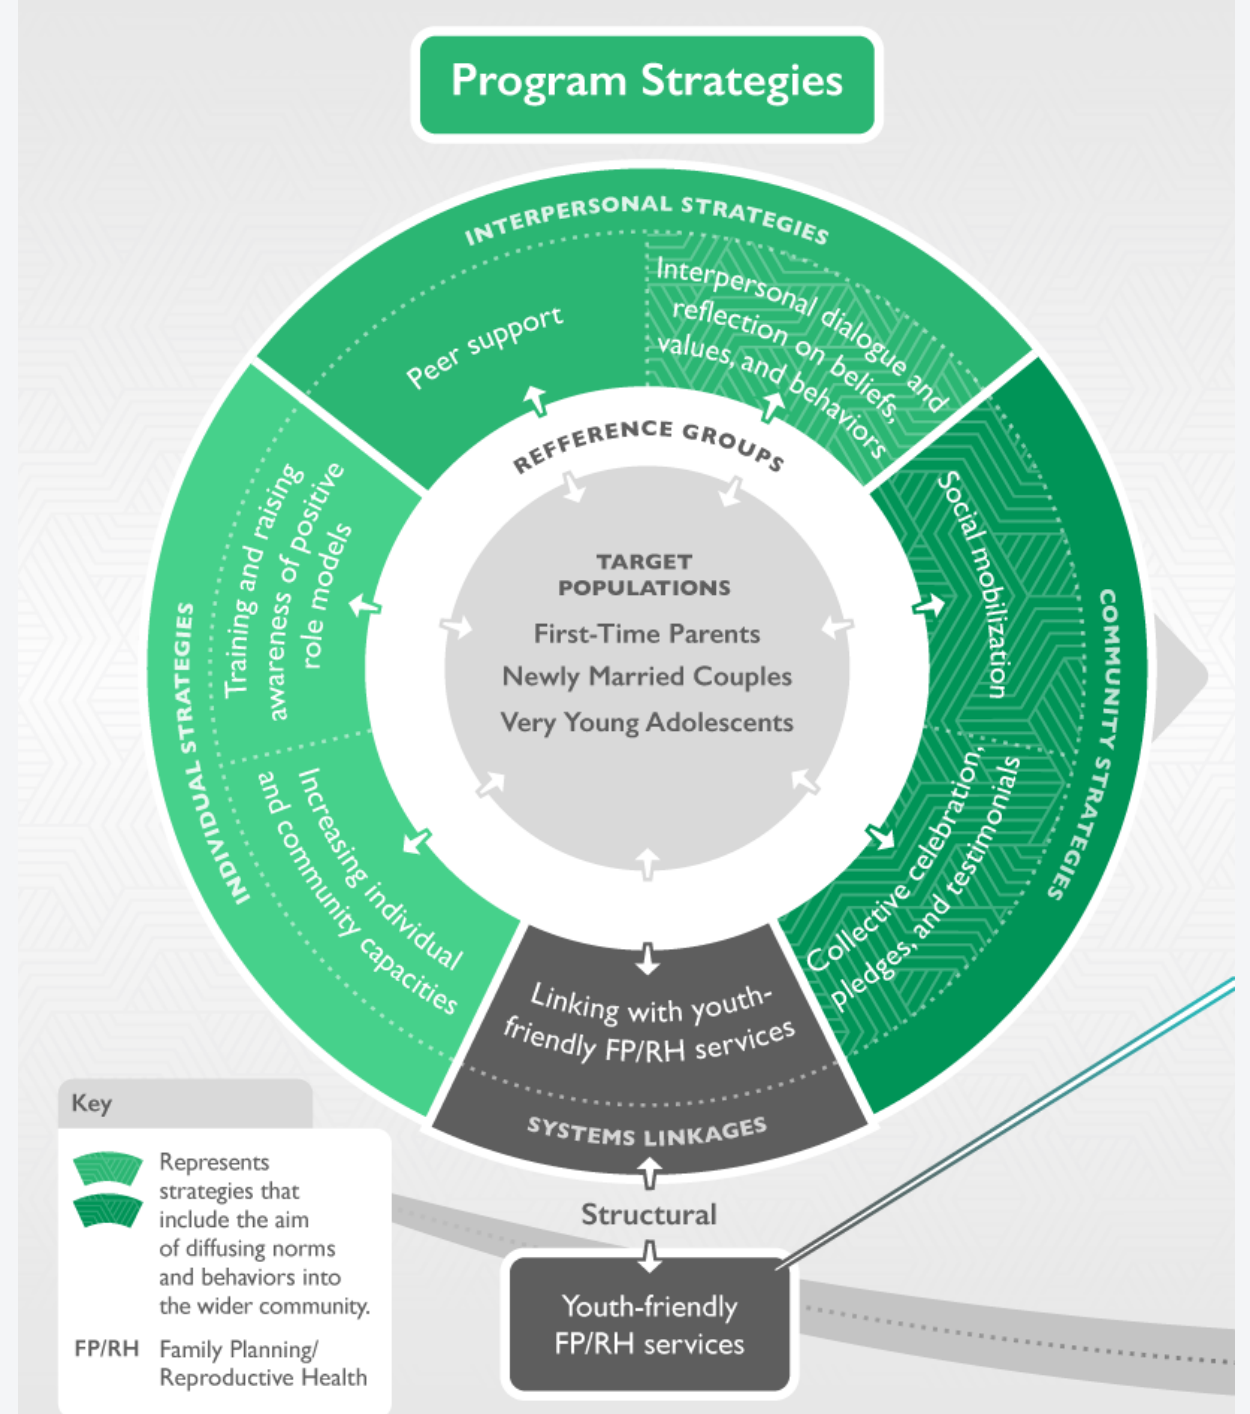 Program Strategies
INTERPERSONAL STRATEGIES
Peer support
Interpersonal dialogue and
reflection on beliefs,
values, and behaviors
REFFERENCE GROUPS
TARGET
POPULATIONS
First-Time Parents
Newly Married Couples
Very Young Adolescents
INDIVIDUAL STRATEGIES
Training and raising
awareness of positive
role models
Increasing individual
and community capacities
COMMUNITY STRATEGIES
Social mobilization
Collective celebration,
pledges, and testimonials
Linking with youth-
friendly FP/RH services
SYSTEMS LINKAGES
Structural
Youth-friendly
FP/RH services
Key
Represents
strategies that
include the aim
of diffusing norms
and behaviors into
the wider community.
FP/RH Family Planning/
Reproductive Health